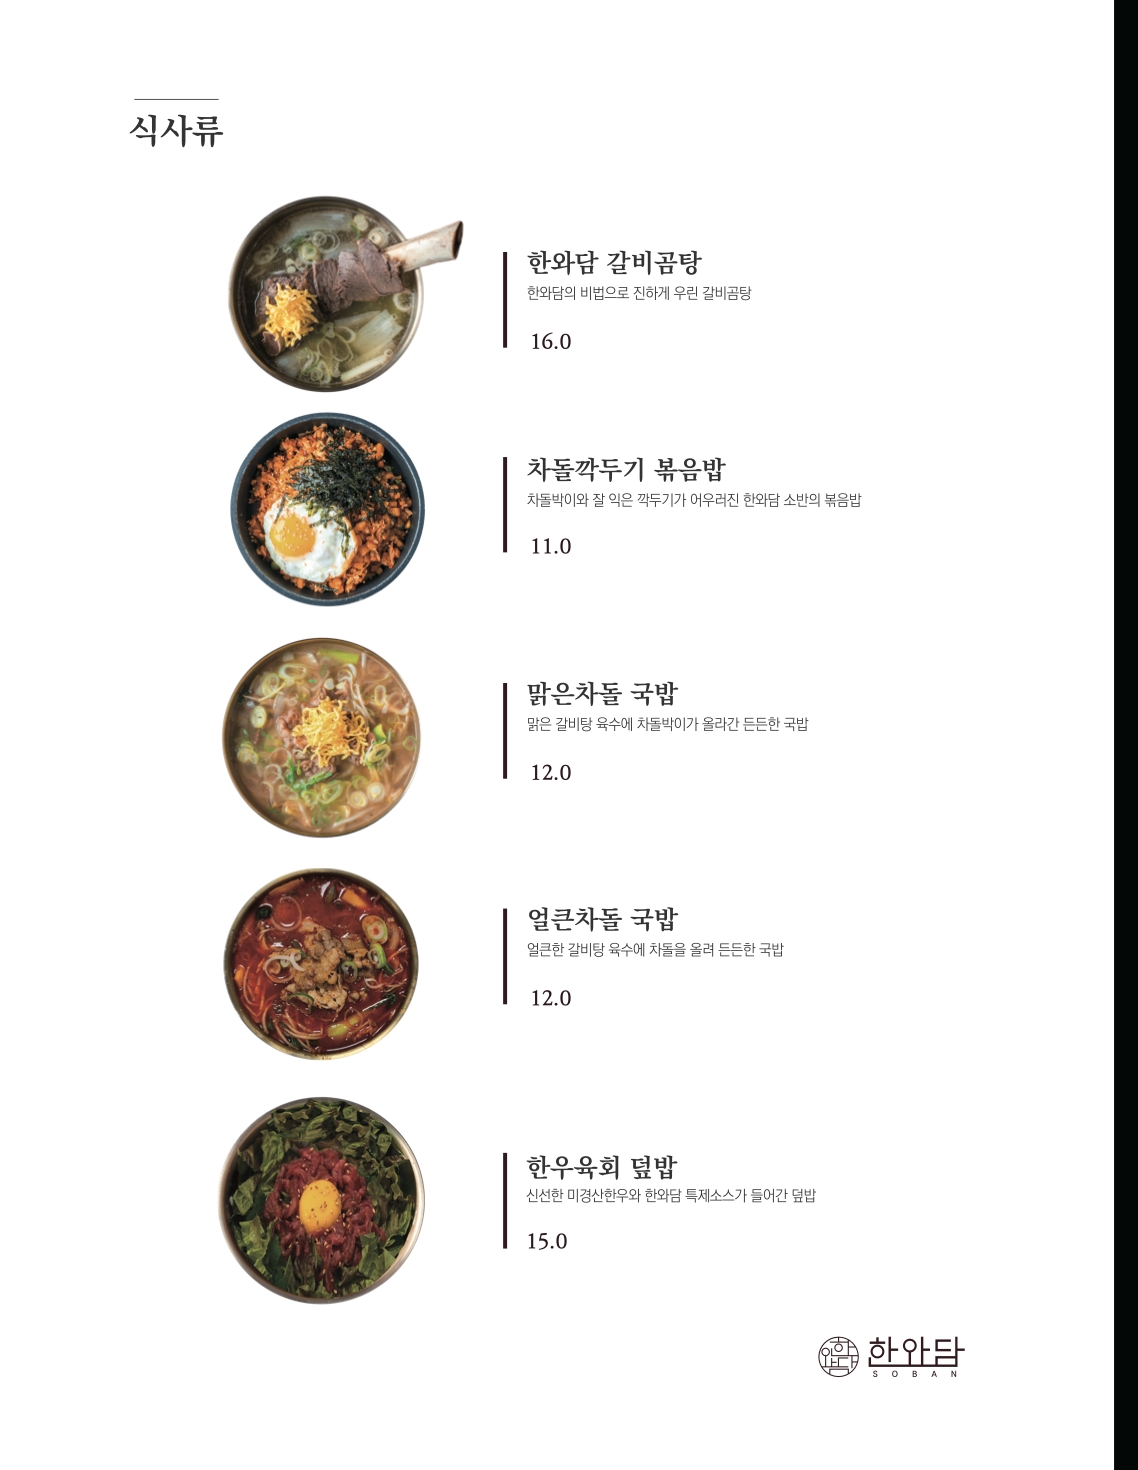 식사류
한와담 갈비곰탕
한와담의 비법으로 진하게 우린 갈비곰탕
16.0
차돌깍두기 볶음밥
차돌박이와 잘 익은 깍두기가 어우러진 한와담 소반의 볶음밥
11.0
맑은차돌 국밥
맑은 갈비탕 육수에 차돌박이가 올라간 든든한 국밥
12.0
얼큰차돌 국밥
얼큰한 갈비탕 육수에 차돌을 올려 든든한 국밥
12.0
한우육회 덮밥
신선한 미경산한우와 한와담 특제소스가 들어간 덮밥
15.0
한와담
한와담
SOBAN